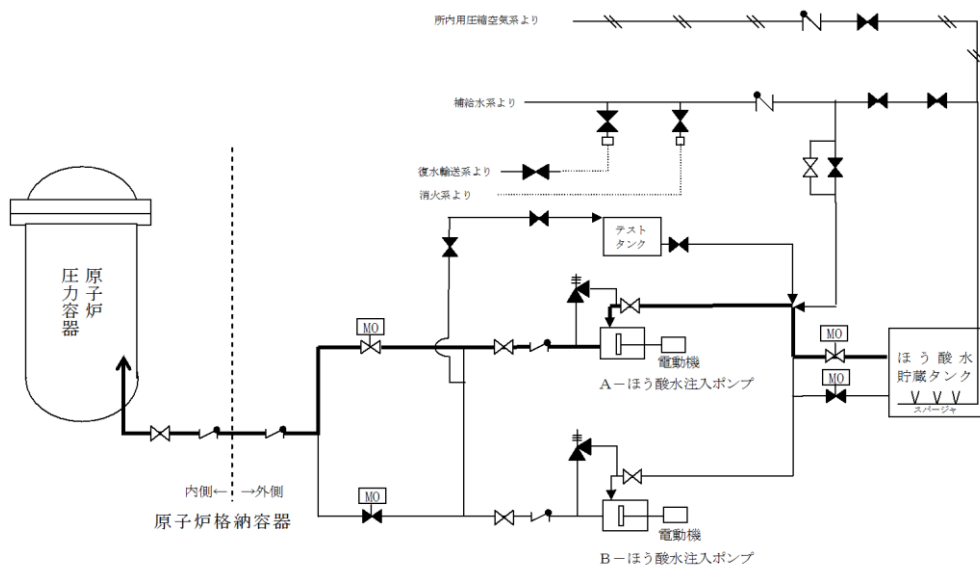 所内用圧縮空気系より
補給水系より
復水輸送系より
消火系より
テスト
タンク
原子炉
圧力容器
MO
電動機
A－ほう酸水注入ポンプ
MO
ほう酸水
貯蔵タンク
MO
スパージャ
内側← →外側
原子炉格納容器
MO
電動機
B－ほう酸水注入ポンプ